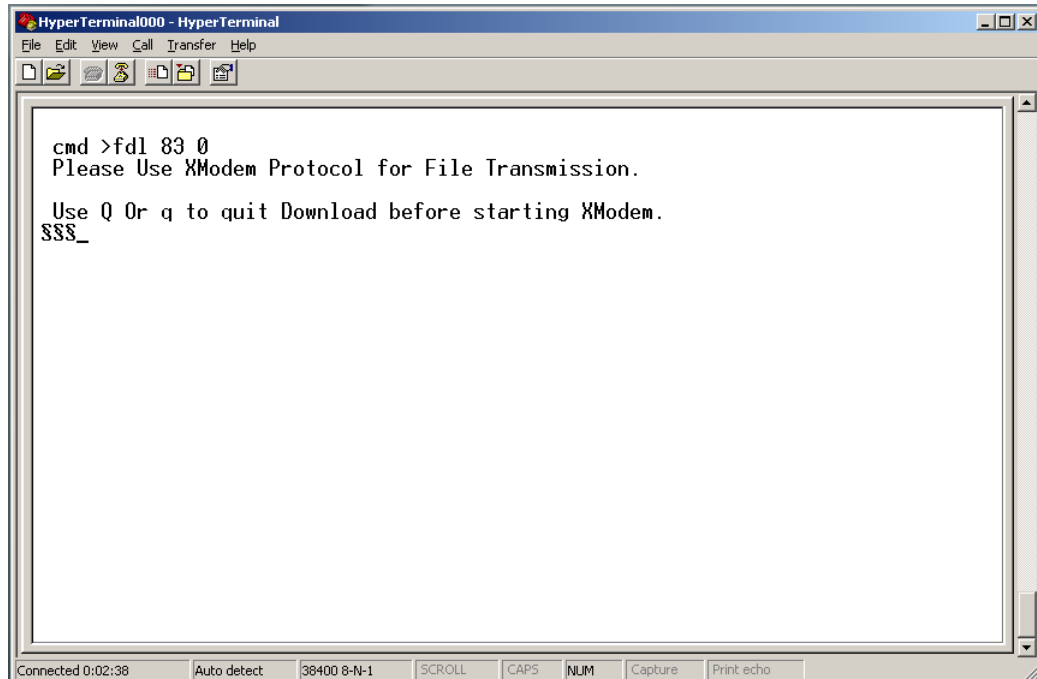 HyperTerminal000 - HyperTerminal
File Edit View Call Transfer Help
cmd >fdl 83 0
Please Use XModem Protocol for File Transmission.
Use Q Or q to quit Download before starting XModem.
§§§_
Connected 0:02:38 Auto detect 38400 8-N-1 SCROLL CAPS NUM Capture Print echo